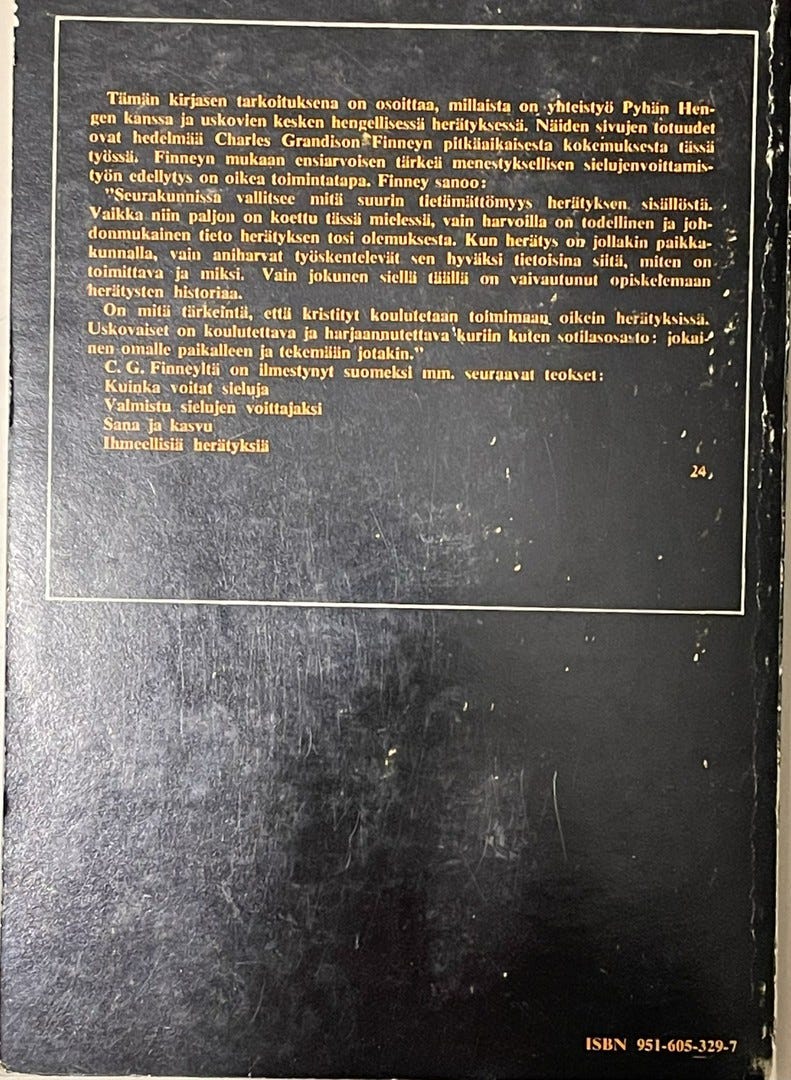 Tämän kirjasen tarkoituksena on osoittaa, millaista on yhteistyö Pyhän Hen-
gen kanssa ja uskovien kesken hengellisessä herätyksessä. Näiden sivujen totuudet
ovat hedelmää Charles Grandison Finneyn pitkäaikaisesta kokemuksesta tässä
työssä. Finneyn mukaan ensiarvoisen tärkeä menestyksellisen sielujenvoittamis-
työn edellytys on oikea toimintatapa. Finney sanoo:
"Seurakunnissa vallitsee mitä suurin tietämättömyys herätyksen sisällöstä.
Vaikka niin paljon on koettu tässä mielessä, vain harvoilla on todellinen ja joh-
donmukainen tieto herätyksen tosi olemuksesta. Kun herätys on jollakin paikka-
kunnalla, vain aniharvat työskentelevät sen hyväksi tietoisina siitä, miten on
toimittava ja miksi. Vain jokunen siellä täällä on vaivautunut opiskelemaan
herätysten historiaa.
On mitä tärkeintä, että kristityt koulutetaan toimimaan oikein herätyksissä.
Uskovaiset on koulutettava ja harjaannutettava kuriin kuten sotilasosasto: jokai-
nen omalle paikalleen ja tekemään jotakin."
C. G. Finneyltä on ilmestynyt suomeksi mm. seuraavat teokset:
Kuinka voitat sieluja
Valmistu sielujen voittajaksi
Sana ja kasvu
Ihmeellisiä herätyksiä
24,
ISBN 951-605-329-7